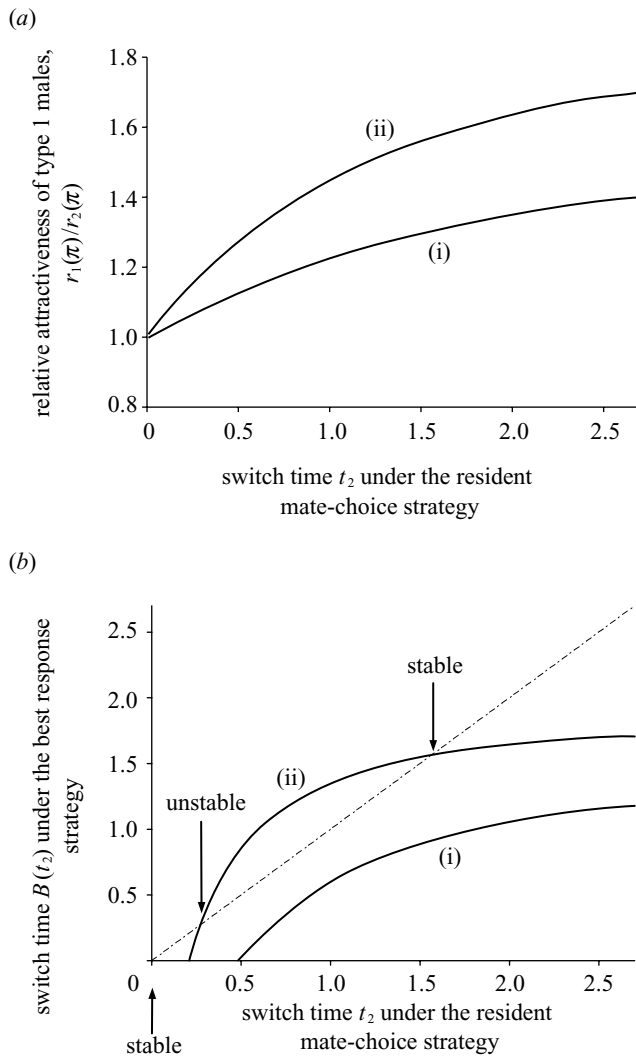 (a)
relative attractiveness of type 1 males,
r₁(π)/r₂(π)
1.8
1.6
1.4
1.2
1.0
0.8
(ii)
(i)
0
0.5
1.0
1.5
2.0
2.5
switch time t₂ under the resident
mate-choice strategy
(b)
switch time B(t₂) under the best response
strategy
2.5
2.0
1.5
1.0
0.5
stable
(ii)
unstable
(i)
0
0.5
1.0
1.5
2.0
2.5
switch time t₂ under the resident
mate-choice strategy
stable